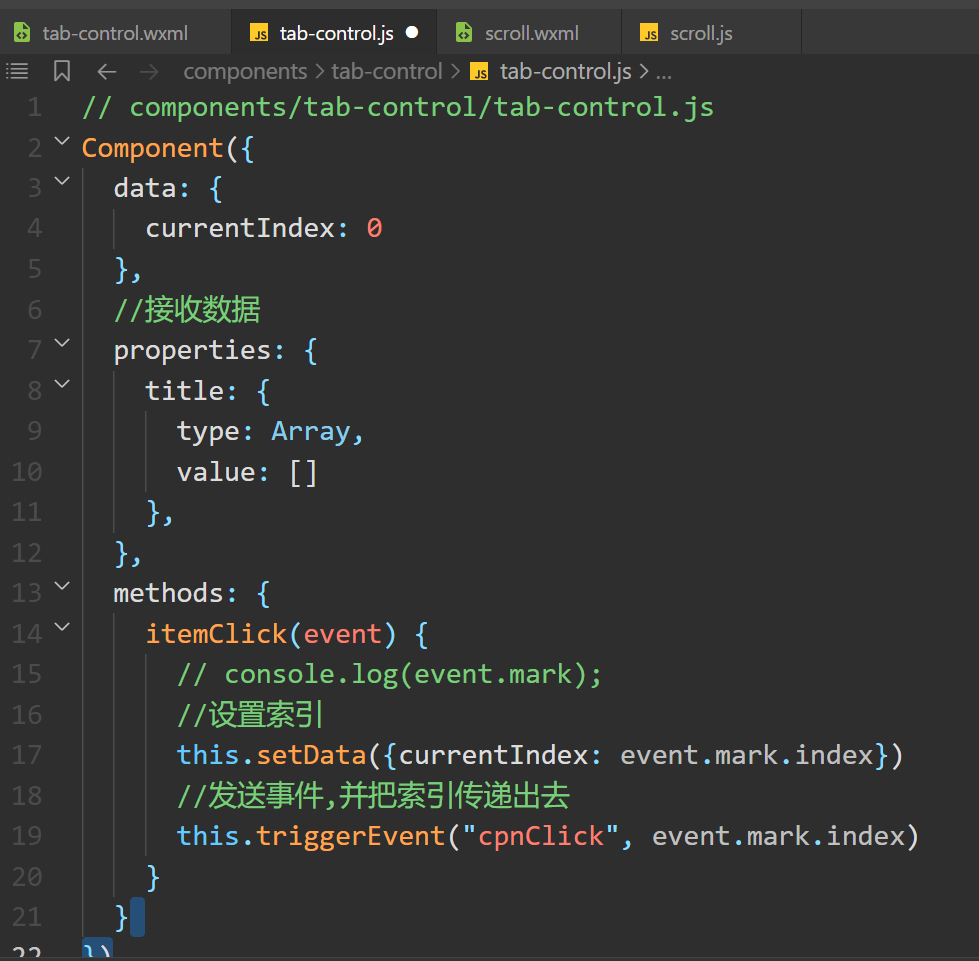 tab-control.wxml JS tab-control.js scroll.wxml JS scroll.js
components > tab-control > JS tab-control.js > ...
1 // components/tab-control/tab-control.js
2 Component({
3 data: {
4 currentIndex: 0
5 },
6 //接收数据
7 properties: {
8 title: {
9 type: Array,
10 value: []
11 },
12 },
13 methods: {
14 itemClick(event) {
15 // console.log(event.mark);
16 //设置索引
17 this.setData({currentIndex: event.mark.index})
18 //发送事件,并把索引传递出去
19 this.triggerEvent("cpnClick", event.mark.index)
20 }
21 }
22 })